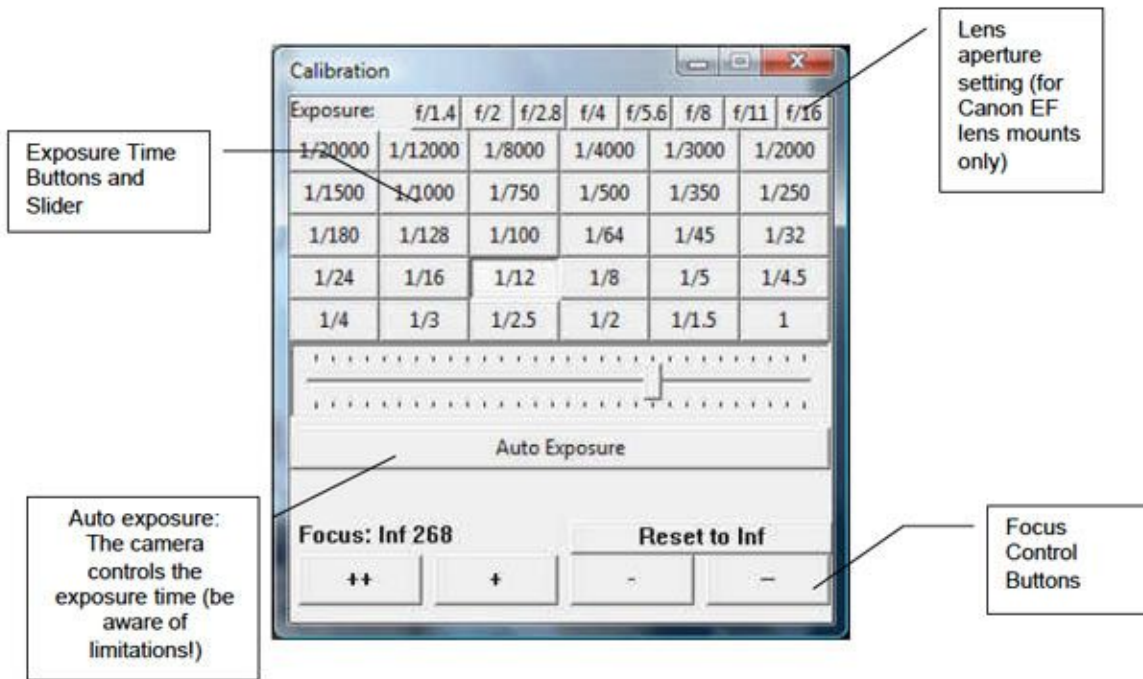 Lens
aperture
setting (for
Canon EF
lens mounts
only)
Calibration
Exposure: f/1.4 f/2 f/2.8 f/4 f/5.6 f/8 f/11 f/16
Exposure Time
Buttons and
Slider
1/20000 1/12000 1/8000 1/4000 1/3000 1/2000
1/1500 1/1000 1/750 1/500 1/350 1/250
1/180 1/128 1/100 1/64 1/45 1/32
1/24 1/16 1/12 1/8 1/5 1/4.5
1/4 1/3 1/2.5 1/2 1/1.5 1
Auto Exposure
Auto exposure:
The camera
controls the
exposure time (be
aware of
limitations!)
Focus: Inf 268 Reset to Inf
++ + - --
Focus
Control
Buttons